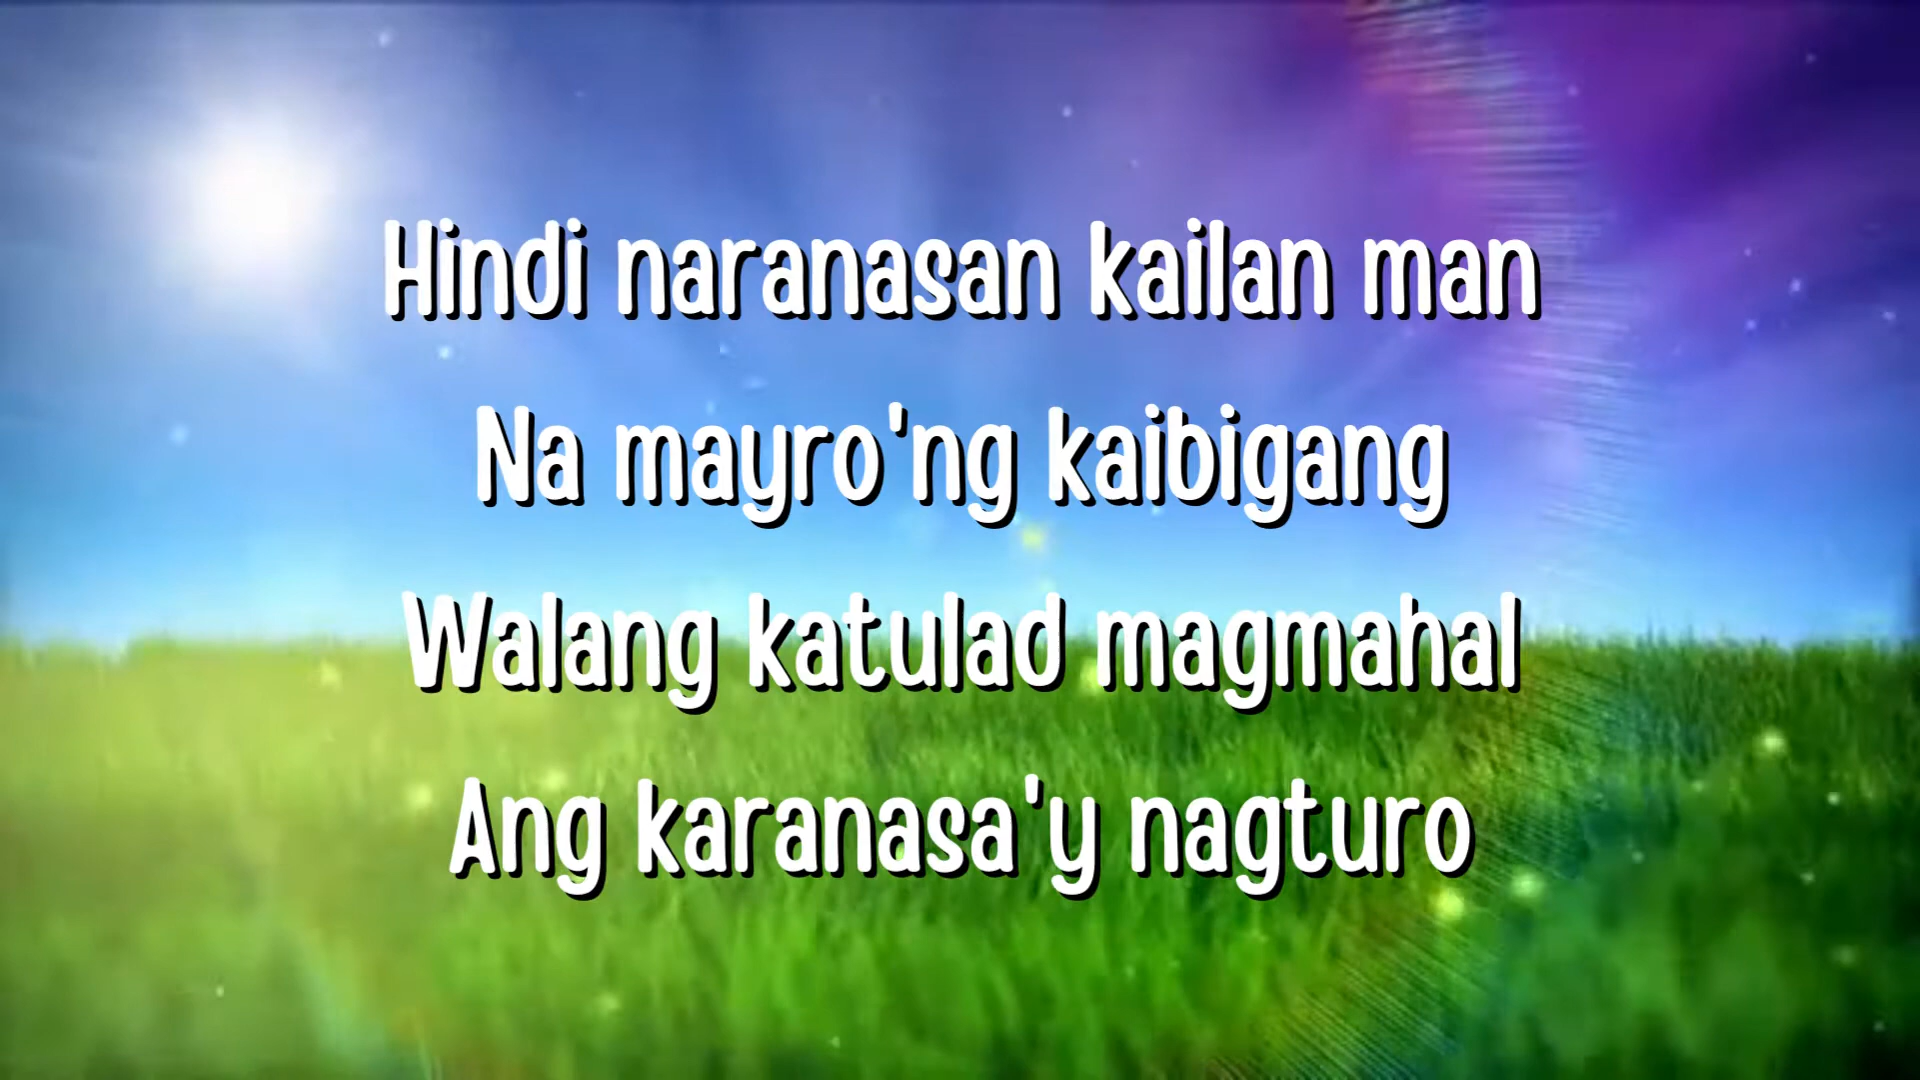 Hindi naranasan kailan man
Na mayro'ng kaibigang
Walang katulad magmahal
Ang karanasa'y nagturo